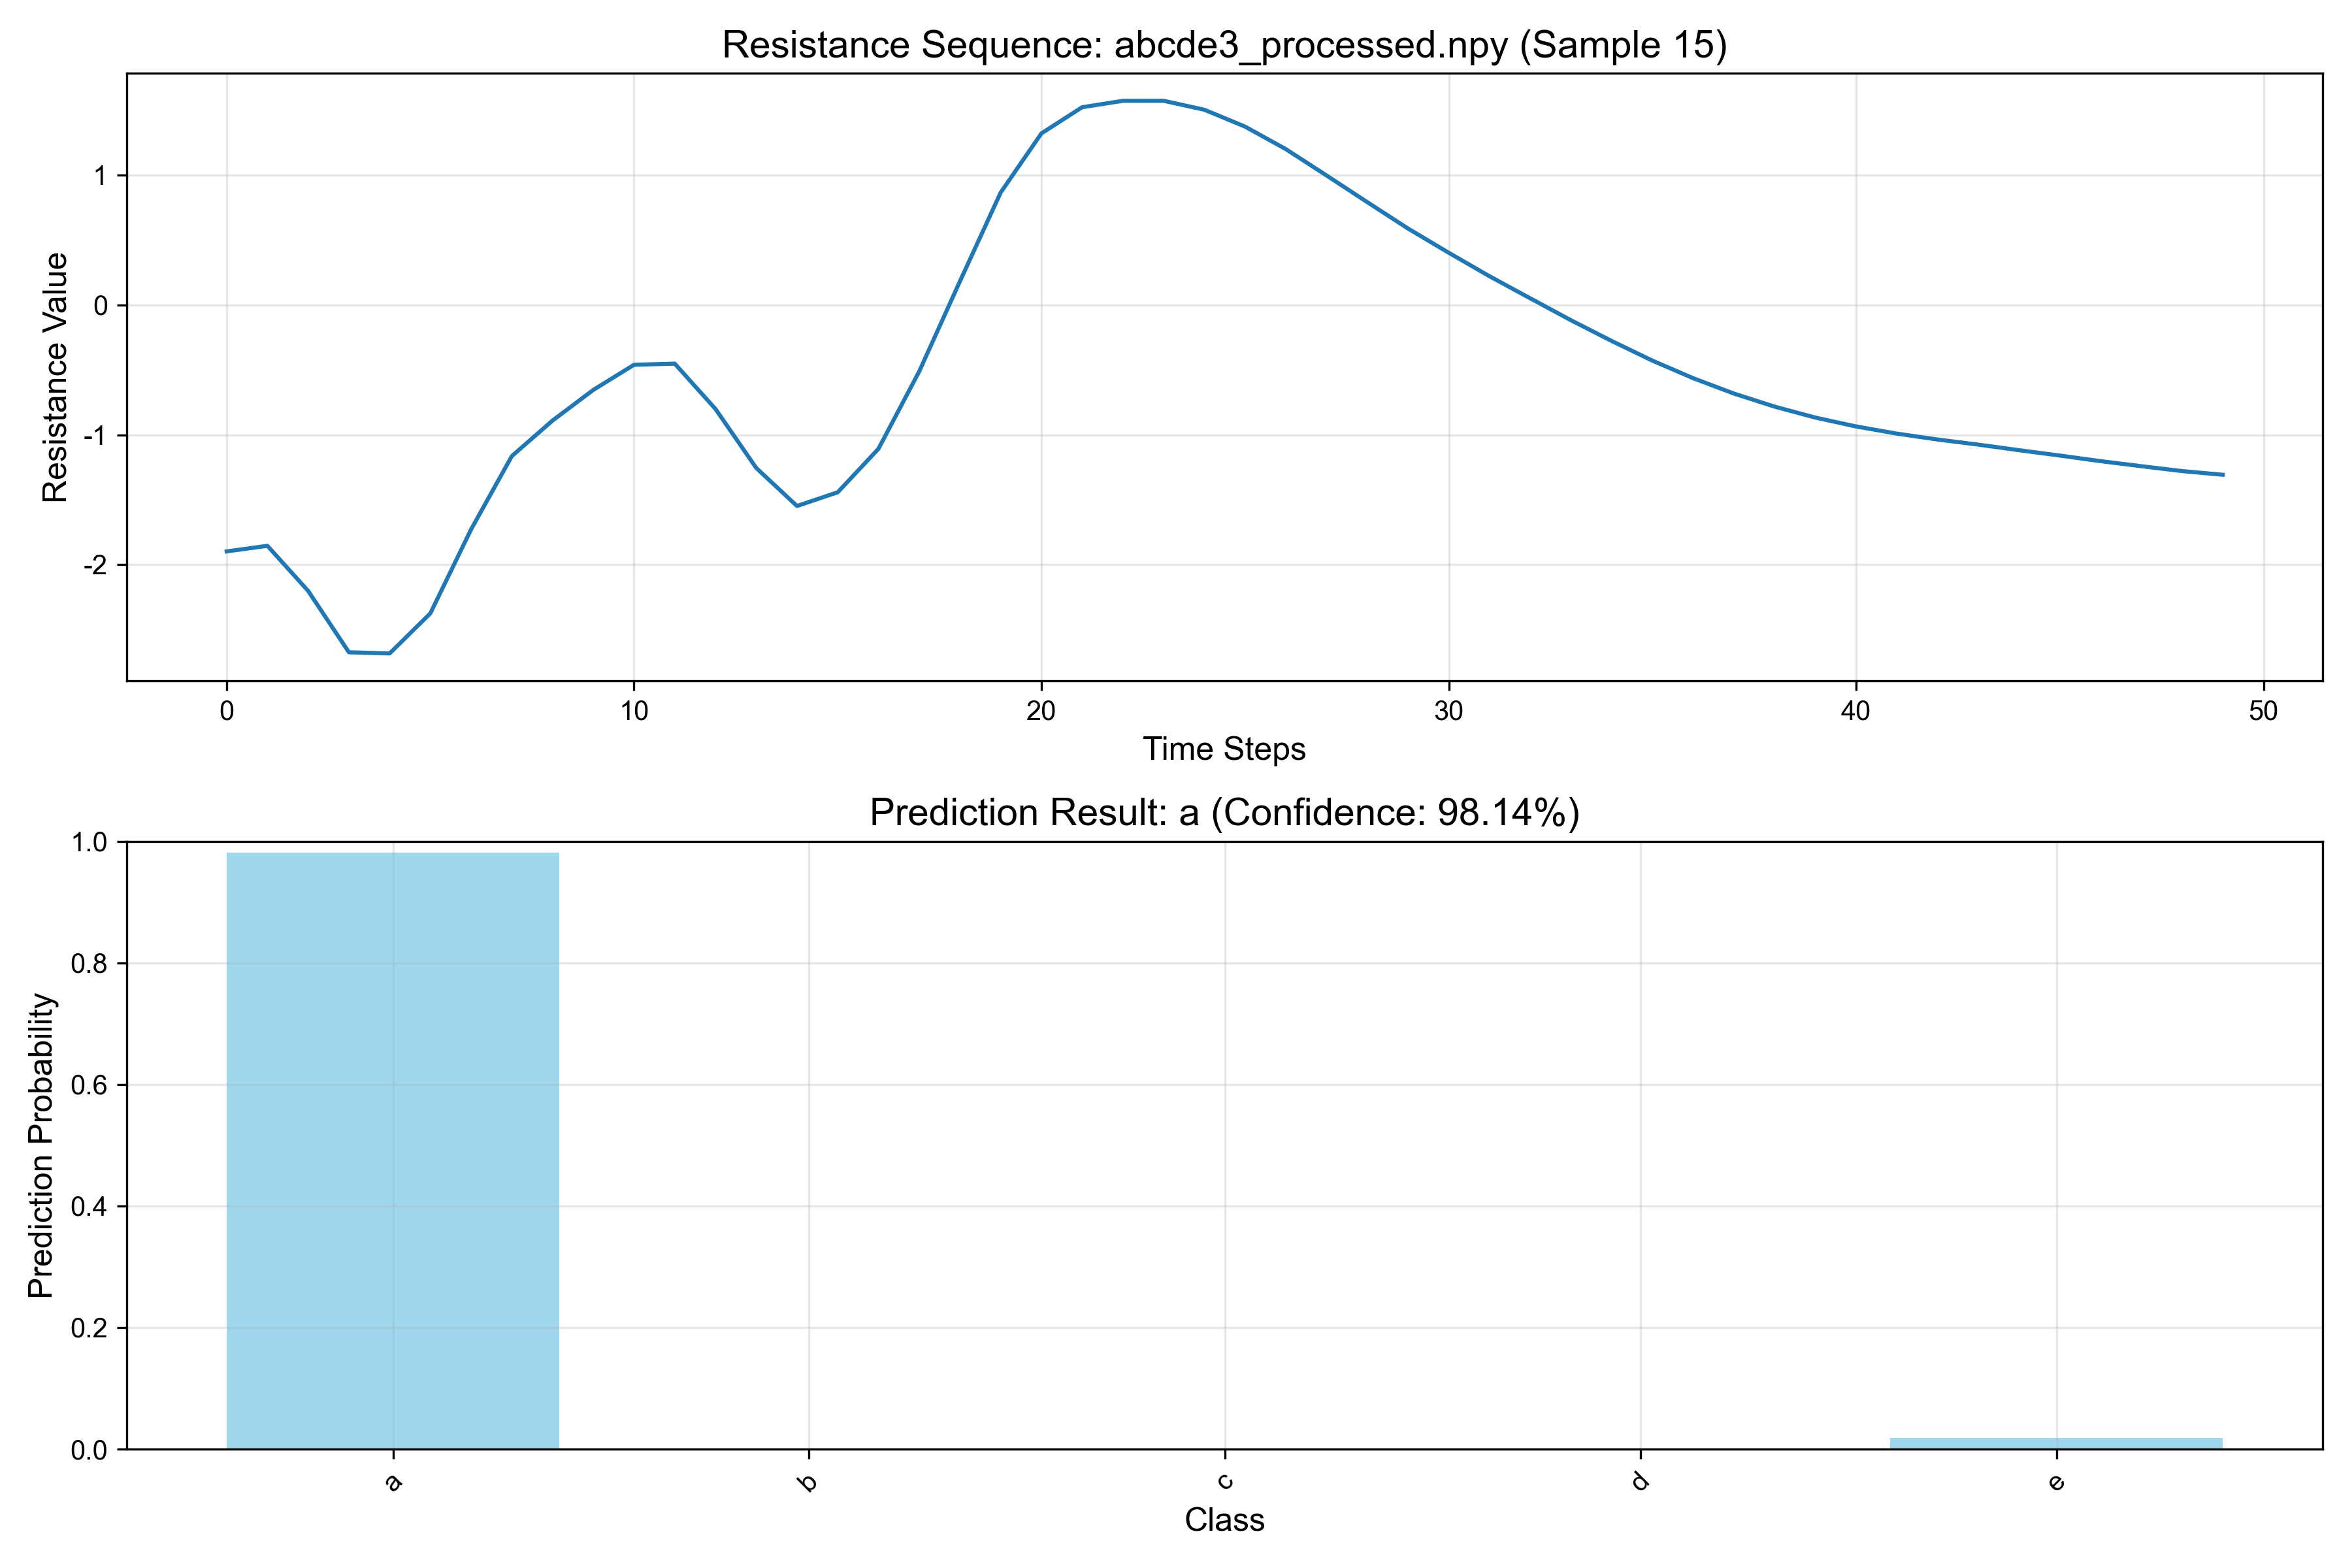 Resistance Sequence: abcde3_processed.npy (Sample 15)
Resistance Value
1
0
-1
-2
0 10 20 30 40 50
Time Steps
Prediction Result: a (Confidence: 98.14%)
Prediction Probability
1.0
0.8
0.6
0.4
0.2
0.0
a b c d e
Class